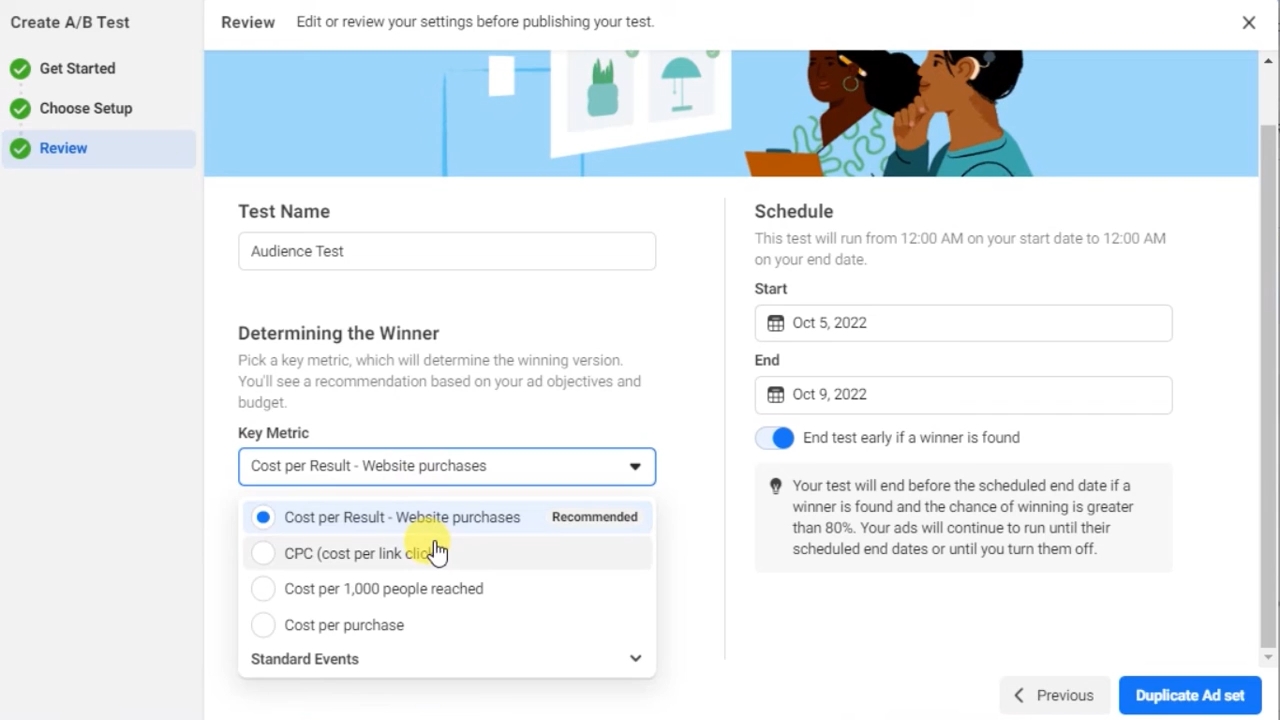 Create A/B Test
Get Started
Choose Setup
Review
Review
Edit or review your settings before publishing your test.
Test Name
Audience Test
Determining the Winner
Pick a key metric, which will determine the winning version.
You'll see a recommendation based on your ad objectives and
budget.
Key Metric
Cost per Result - Website purchases
Cost per Result - Website purchases
Recommended
CPC (cost per link
Cost per 1,000 people reached
Cost per purchase
Standard Events
Schedule
This test will run from 12:00 AM on your start date to 12:00 AM
on your end date.
Start
Oct 5, 2022
End
Oct 9, 2022
End test early if a winner is found
Your test will end before the scheduled end date if a
winner is found and the chance of winning is greater
than 80%. Your ads will continue to run until their
scheduled end dates or until you turn them off.
Previous
Duplicate Ad set